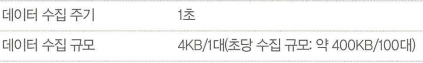 데이터 수집 주기 1초
데이터 수집 규모 4KB/1대(초당 수집 규모: 약 400KB/100대)